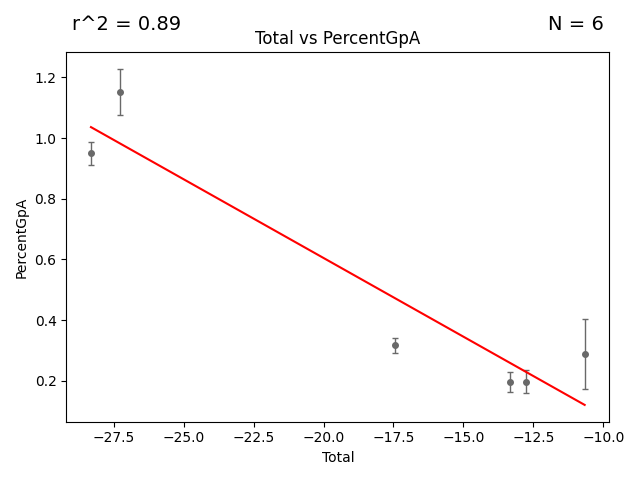 r^2 = 0.89
N = 6
Total vs PercentGpA
1.2
1.0
0.8
0.6
0.4
0.2
PercentGpA
−27.5 −25.0 −22.5 −20.0 −17.5 −15.0 −12.5 −10.0
Total